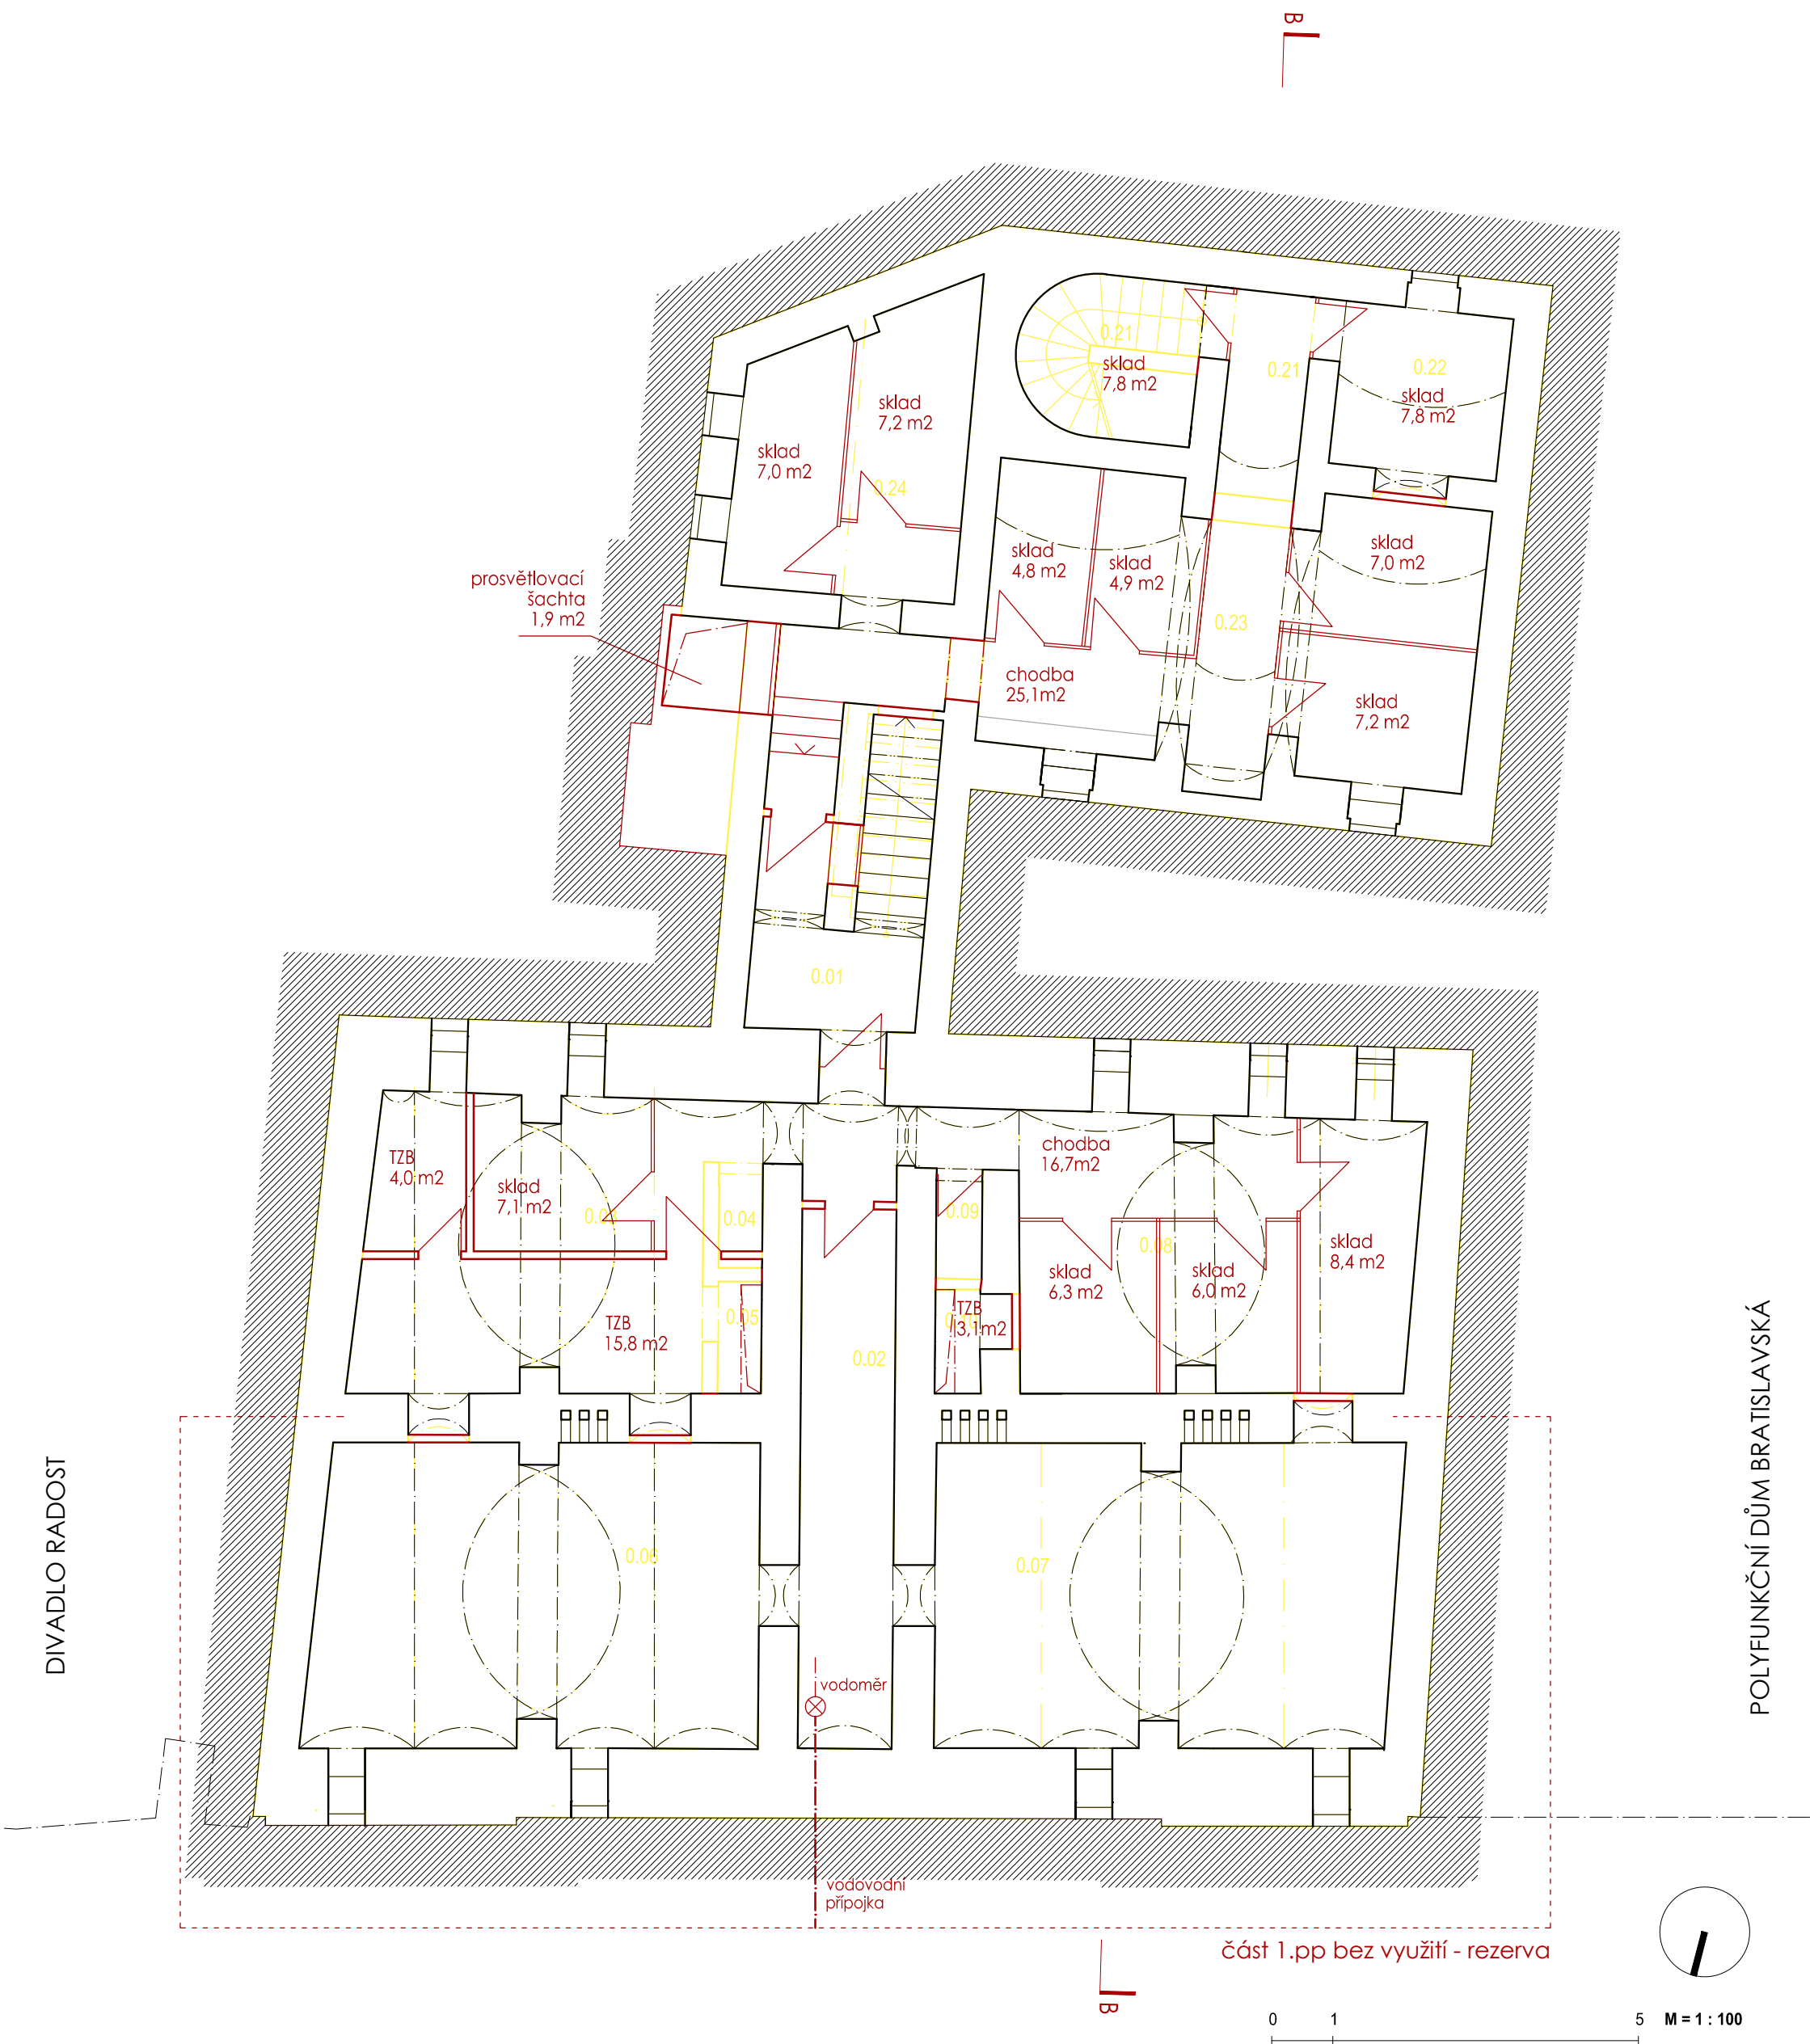 B
0.21
sklad
7,8 m2
0.21
0.22
sklad
7,8 m2
sklad
7,2 m2
sklad
7,0 m2
0.24
sklad
4,8 m2
sklad
4,9 m2
sklad
7,0 m2
prosvětlovací
šachta
1,9 m2
0.23
chodba
25,1m2
sklad
7,2 m2
0.01
TZB
4,0 m2
sklad
7,1 m2
0.04
0.09
chodba
16,7m2
0.08
sklad
6,3 m2
sklad
6,0 m2
sklad
8,4 m2
TZB
15,8 m2
0.05
TZB
3,1m2
0.02
0.06
0.07
DIVADLO RADOST
POLYFUNKČNÍ DŮM BRATISLAVSKÁ
vodoměr
vodovodní
přípojka
část 1.pp bez využití - rezerva
B
0 1 5 M = 1 : 100